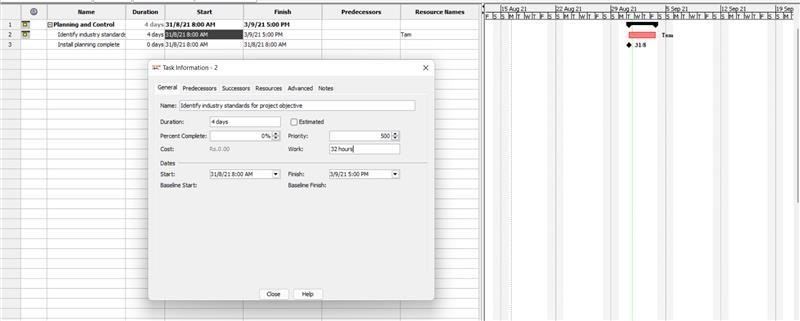 Name Duration Start Finish Predecessors Resource Names
15 Aug 21 22 Aug 21 29 Aug 21 5 Sep 21 12 Sep 21 19 Sep
F S S M T W T F S S M T W T F S S M T W T F S S M T W T F S S M T W T F S S M T W
1 Planning and Control 4 days 31/8/21 8:00 AM 3/9/21 5:00 PM
2 Identify industry standards 4 days 31/8/21 8:00 AM 3/9/21 5:00 PM Tam
Tam
3 Install planning complete 0 days 31/8/21 8:00 AM 31/8/21 8:00 AM
31/8
Task Information - 2
General Predecessors Successors Resources Advanced Notes
Name: Identify industry standards for project objective
Duration: 4 days Estimated
Percent Complete: 0% Priority: 500
Cost: Rs.0.00 Work: 32 hours
Dates
Start: 31/8/21 8:00 AM Finish: 3/9/21 5:00 PM
Baseline Start: Baseline Finish:
Close Help